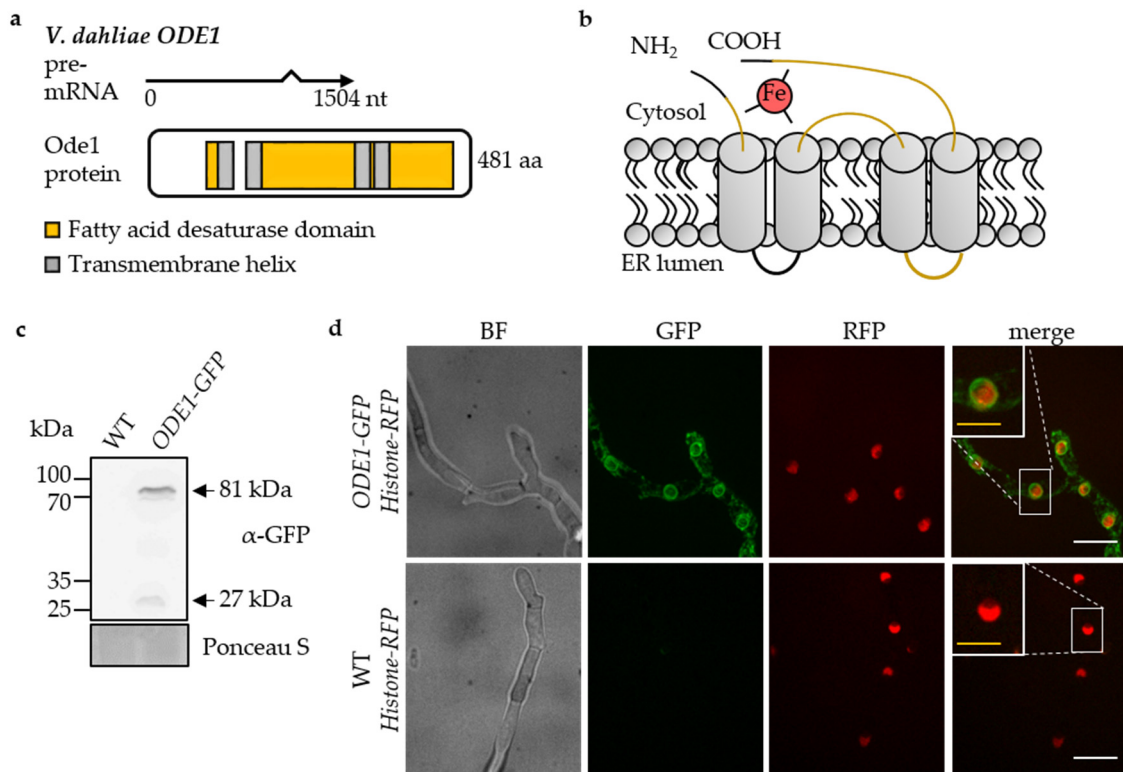 a
V. dahliae ODE1
pre-
mRNA
0 1504 nt
Ode1
protein
481 aa
Fatty acid desaturase domain
Transmembrane helix
b
NH2
COOH
Fe
Cytosol
ER lumen
c
kDa
WT
ODE1-GFP
100
70
81 kDa
α-GFP
35
25
27 kDa
Ponceau S
d
BF GFP RFP merge
ODE1-GFP
Histone-RFP
WT
Histone-RFP